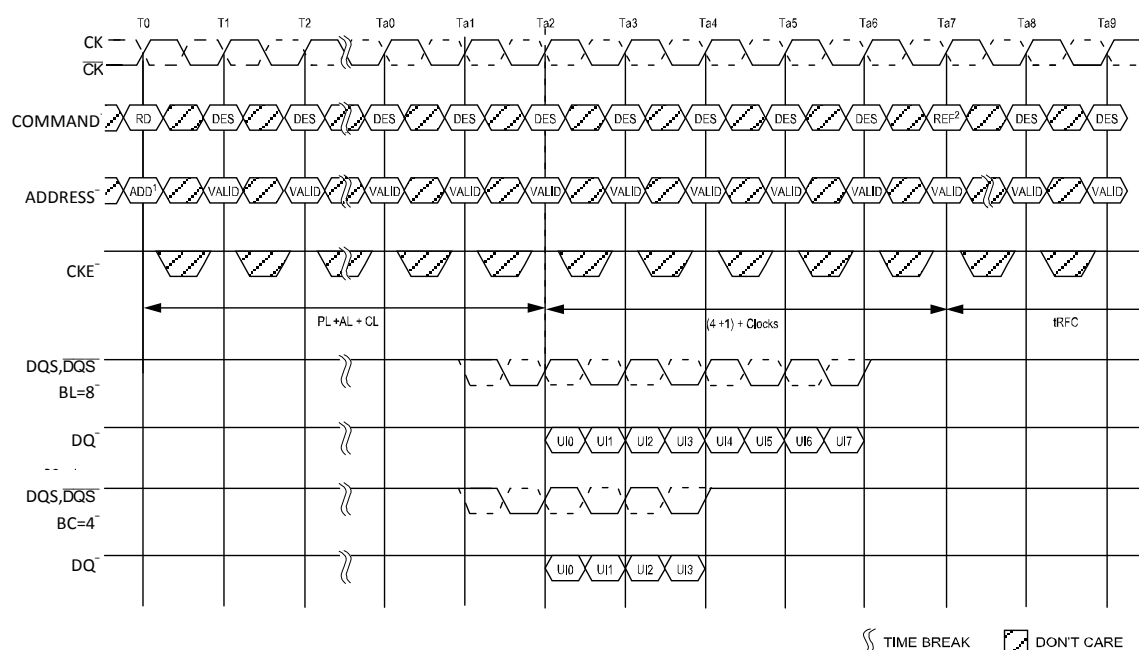 T0 T1 T2 Ta0 Ta1 Ta2 Ta3 Ta4 Ta5 Ta6 Ta7 Ta8 Ta9
CK
CK
COMMAND RD DES DES DES DES DES DES DES DES DES REF2 DES DES
ADDRESS ADD1 VALID VALID VALID VALID VALID VALID VALID VALID VALID VALID VALID VALID
CKE
PL +AL + CL (4 +1) + Clocks tRFC
DQS,DQS
BL=8
DQ UI0 UI1 UI2 UI3 UI4 UI5 UI6 UI7
DQS,DQS
BC=4
DQ UI0 UI1 UI2 UI3
TIME BREAK DON'T CARE